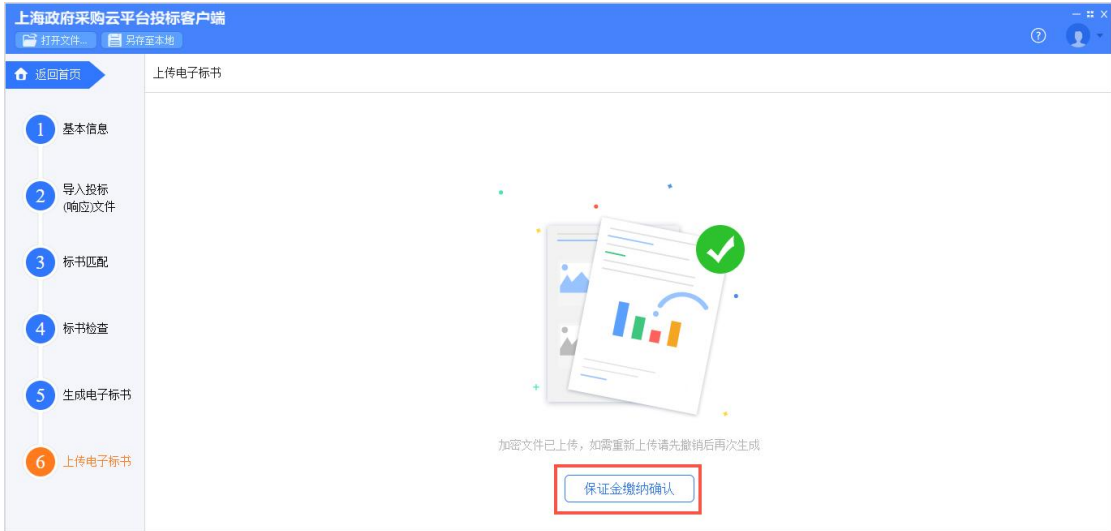 上海政府采购云平台投标客户端
打开文件...
另存至本地
返回首页
上传电子标书
1
基本信息
2
导入投标
(响应)文件
3
标书匹配
4
标书检查
5
生成电子标书
6
上传电子标书
加密文件已上传，如需重新上传请先撤销后再次生成
保证金缴纳确认